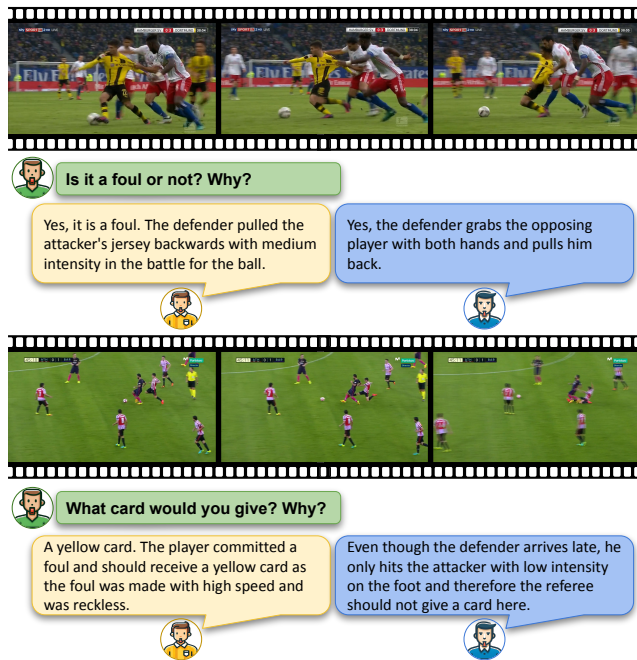 Is it a foul or not? Why?
Yes, it is a foul. The defender pulled the
attacker's jersey backwards with medium
intensity in the battle for the ball.
Yes, the defender grabs the opposing
player with both hands and pulls him
back.
What card would you give? Why?
A yellow card. The player committed a
foul and should receive a yellow card as
the foul was made with high speed and
was reckless.
Even though the defender arrives late, he
only hits the attacker with low intensity
on the foot and therefore the referee
should not give a card here.